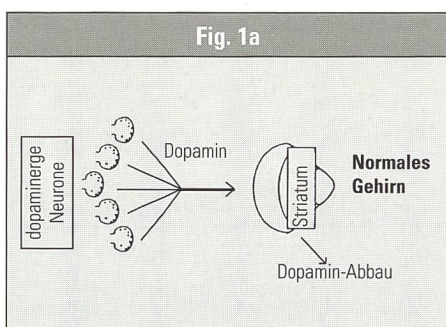 Fig. 1a
dopaminerge
Neurone
Dopamin
Striatum
Normales
Gehirn
Dopamin-Abbau